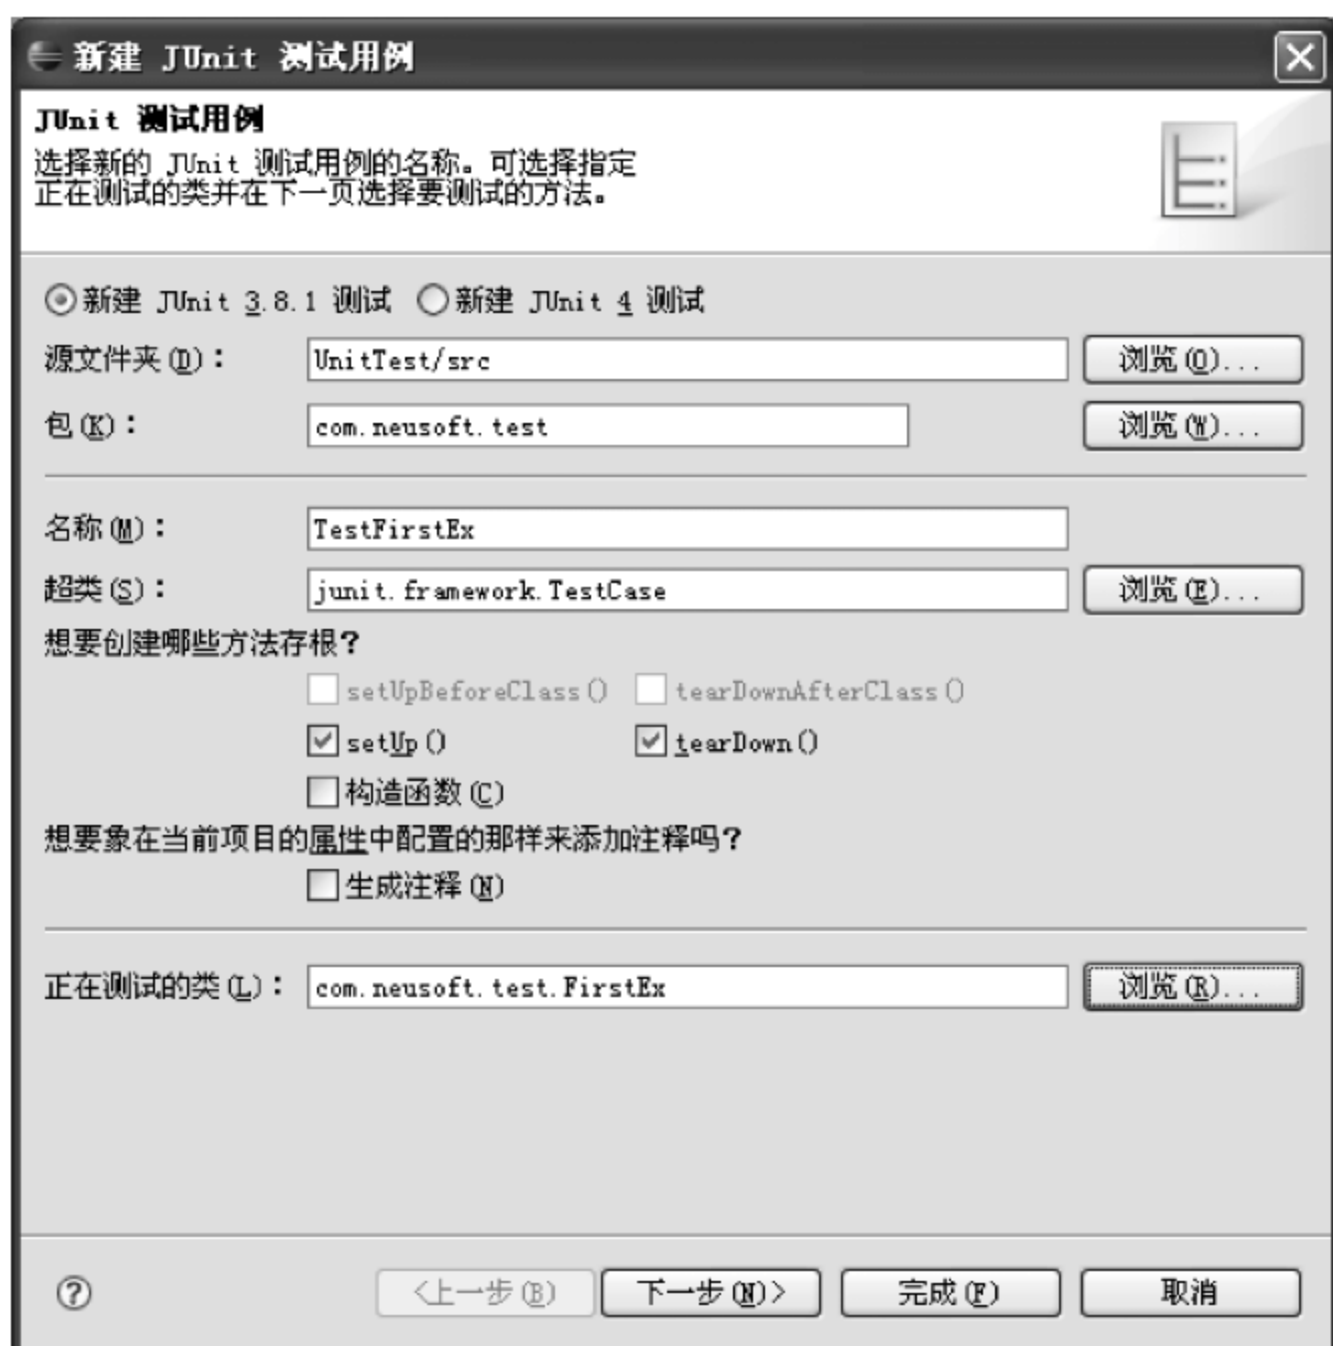 新建 JUnit 测试用例
JUnit 测试用例
选择新的 JUnit 测试用例的名称。可选择指定
正在测试的类并在下一页选择要测试的方法。
新建 JUnit 3.8.1 测试 新建 JUnit 4 测试
源文件夹(D)： UnitTest/src 浏览(O)...
包(K)： com.neusoft.test 浏览(W)...
名称(M)： TestFirstEx
超类(S)： junit.framework.TestCase 浏览(E)...
想要创建哪些方法存根？
setUpBeforeClass() tearDownAfterClass()
setUp() tearDown()
构造函数(C)
想要象在当前项目的属性中配置的那样来添加注释吗？
生成注释(N)
正在测试的类(L)： com.neusoft.test.FirstEx 浏览(R)...
? <上一步(B) 下一步(N)> 完成(F) 取消